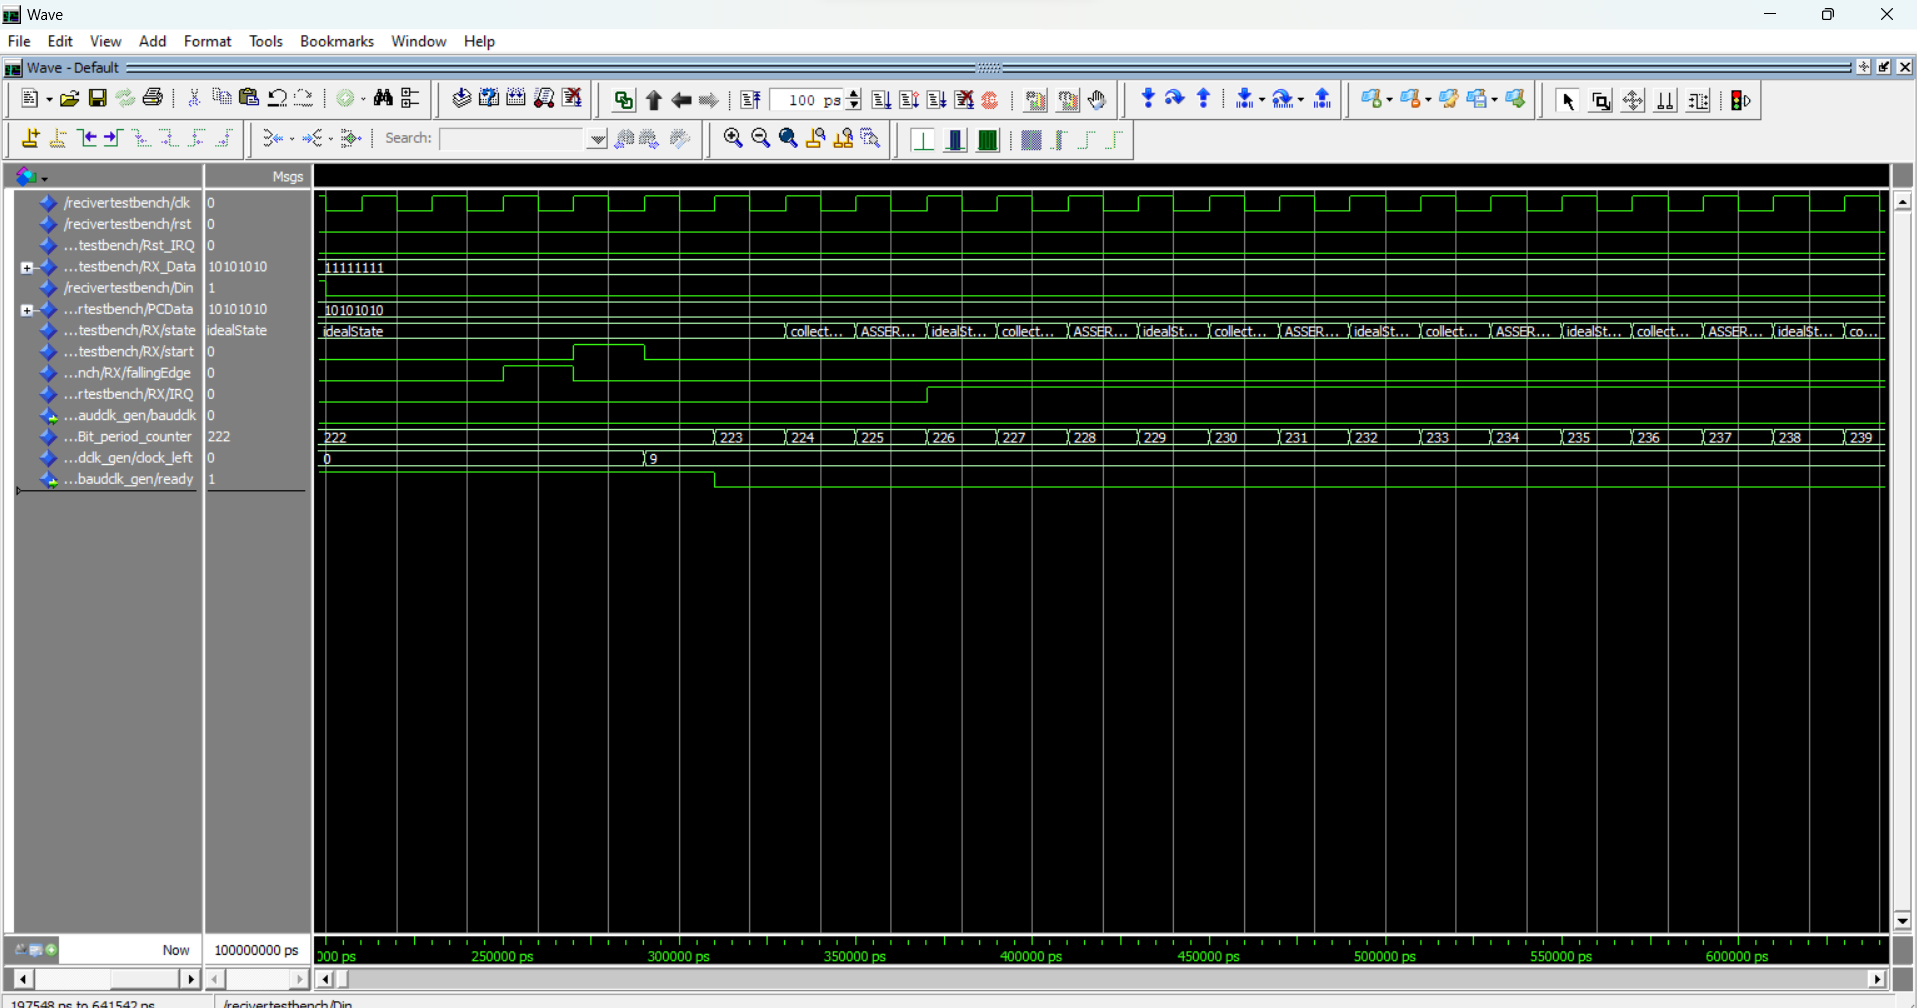 Wave
File Edit View Add Format Tools Bookmarks Window Help
Wave - Default
100 ps
Search:
Msgs
/recivertestbench/clk 0
/recivertestbench/rst 0
...testbench/Rst_IRQ 0
...testbench/RX_Data 10101010 11111111
/recivertestbench/Din 1
...rtestbench/PCData 10101010 10101010
...testbench/RX/state idealState idealState collect... ASSER... idealSt... collect... ASSER... idealSt... collect... ASSER... idealSt... collect... ASSER... idealSt... collect... ASSER... idealSt... co...
...testbench/RX/start 0
...nch/RX/fallingEdge 0
...rtestbench/RX/IRQ 0
...audclk_gen/baudclk 0
...Bit_period_counter 222 222 223 224 225 226 227 228 229 230 231 232 233 234 235 236 237 238 239
...dclk_gen/clock_left 0 0 9
...baudclk_gen/ready 1
Now 100000000 ps 000 ps 250000 ps 300000 ps 350000 ps 400000 ps 450000 ps 500000 ps 550000 ps 600000 ps
197548 ps to 641542 ps /recivertestbench/Din